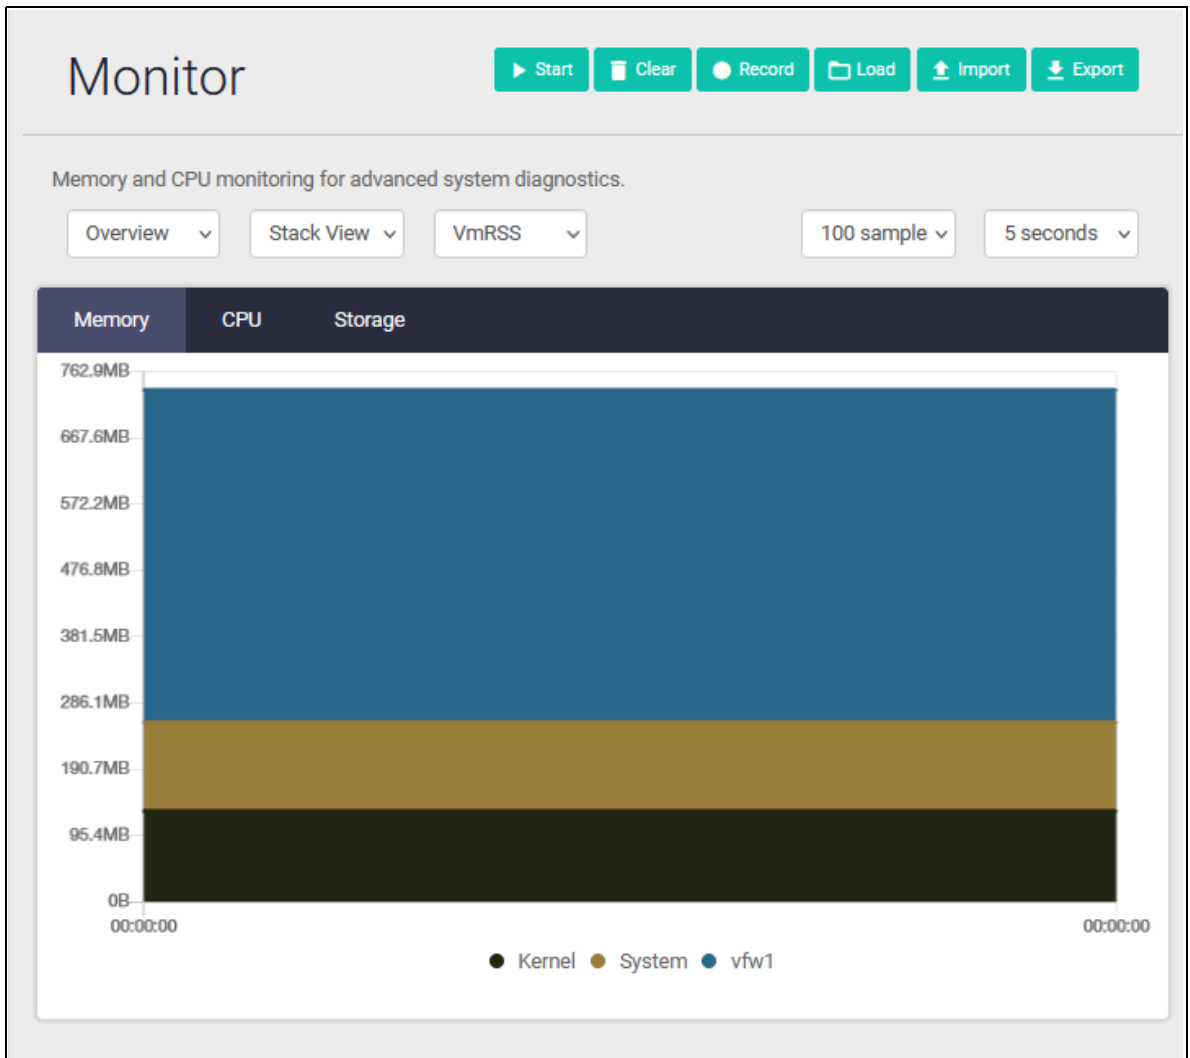 Monitor
Start
Clear
Record
Load
Import
Export
Memory and CPU monitoring for advanced system diagnostics.
Overview
Stack View
VmRSS
100 sample
5 seconds
Memory
CPU
Storage
762.9MB
667.6MB
572.2MB
476.8MB
381.5MB
286.1MB
190.7MB
95.4MB
0B
00:00:00
00:00:00
Kernel
System
vfw1